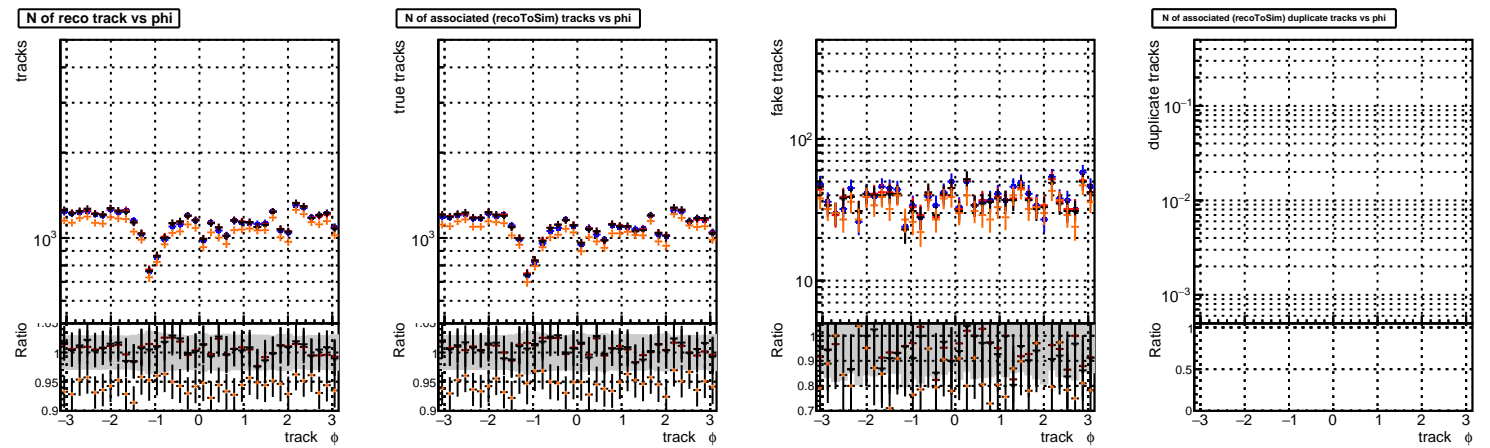 N of reco track vs phi
tracks
10³
Ratio
1.05
1
0.95
0.9
−3 −2 −1 0 1 2 3
track φ
N of associated (recoToSim) tracks vs phi
true tracks
10³
Ratio
1.05
1
0.95
0.9
−3 −2 −1 0 1 2 3
track φ
fake tracks
10²
10
Ratio
0.9
0.8
0.7
−3 −2 −1 0 1 2 3
track φ
N of associated (recoToSim) duplicate tracks vs phi
duplicate tracks
10⁻¹
10⁻²
10⁻³
Ratio
1
0.5
0
−3 −2 −1 0 1 2 3
track φ